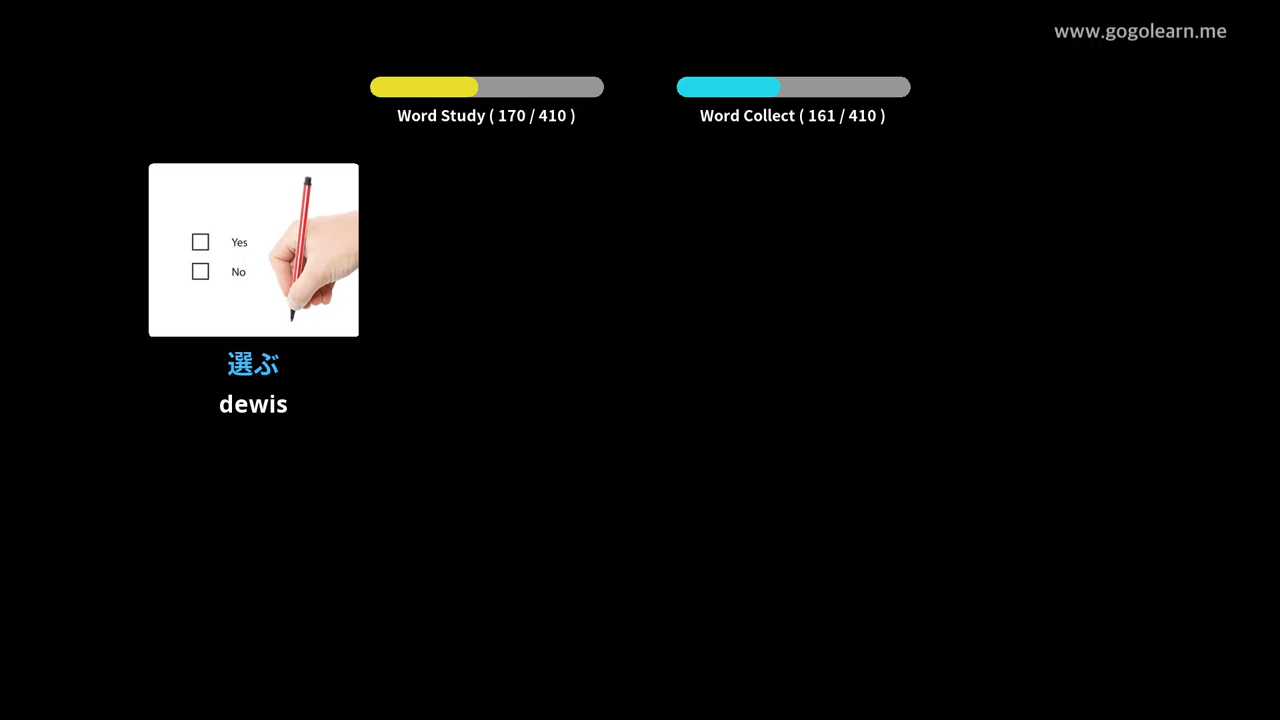 www.gogolearn.me
Word Study ( 170 / 410 )
Word Collect ( 161 / 410 )
Yes
No
選ぶ
dewis